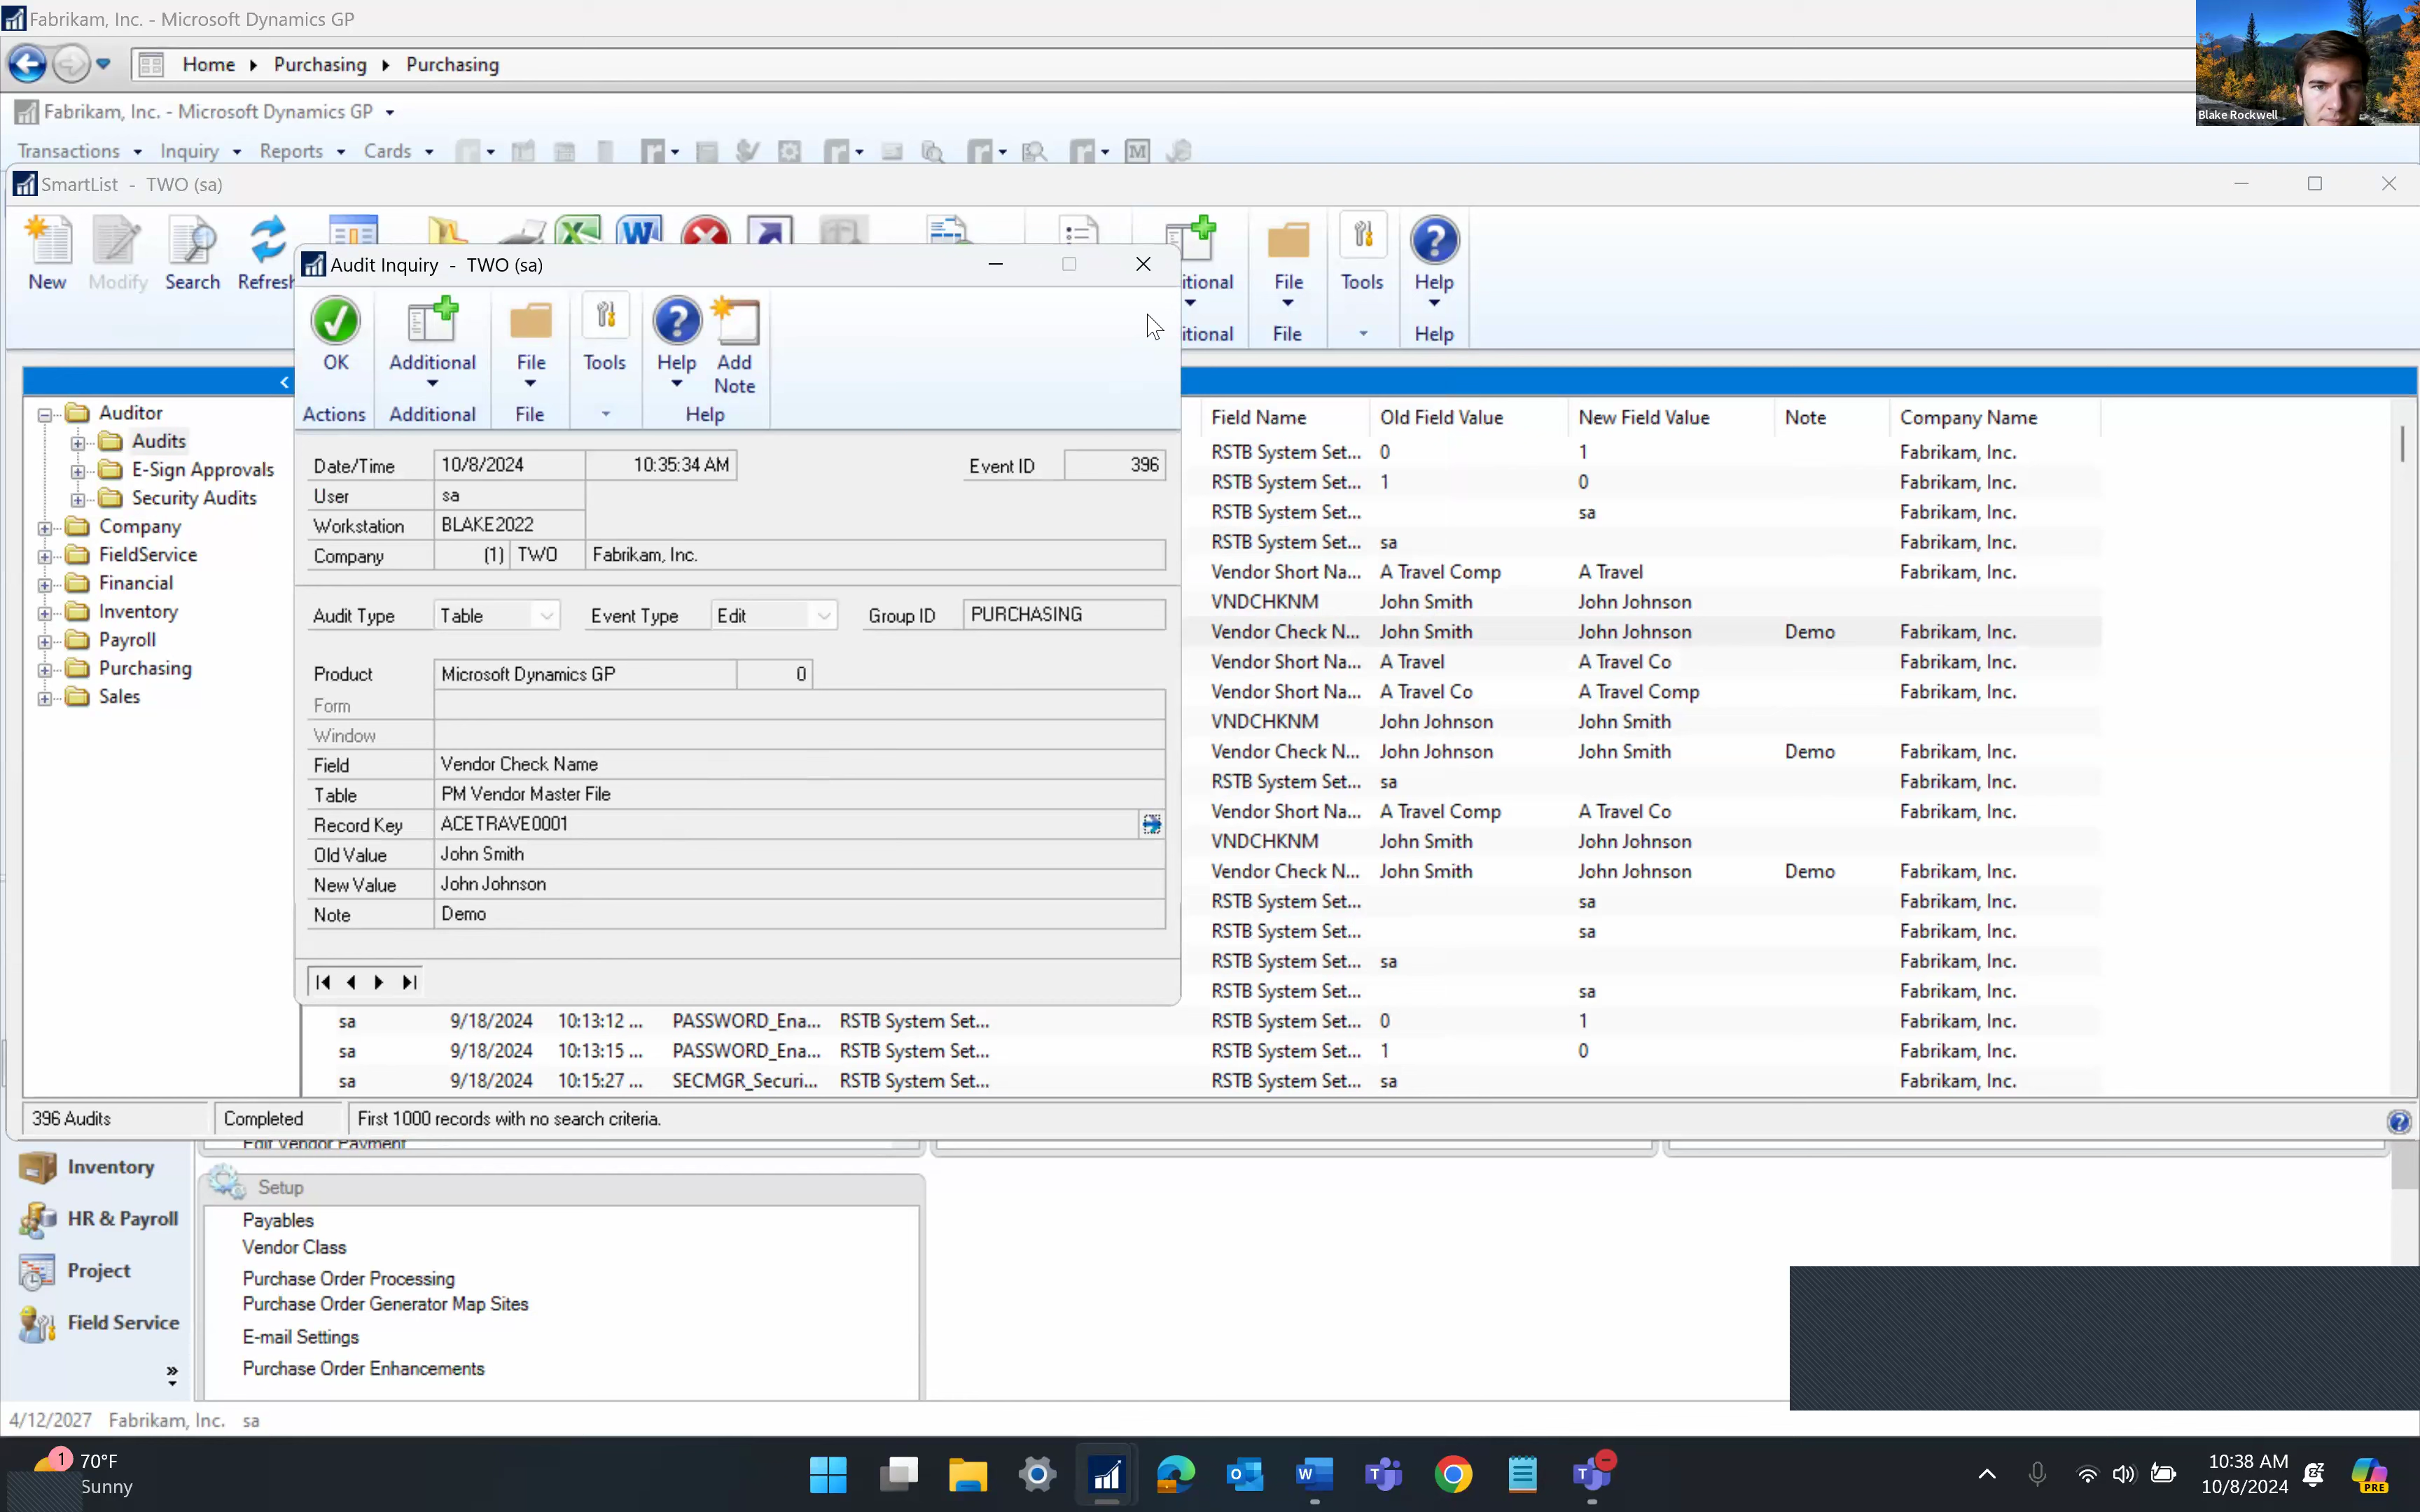 Fabrikam, Inc. - Microsoft Dynamics GP
Home Purchasing Purchasing
Blake Rockwell
Fabrikam, Inc. - Microsoft Dynamics GP
Transactions Inquiry Reports Cards
SmartList - TWO (sa)
New Modify Search Refresh
itional File Tools Help
itional File Help
Audit Inquiry - TWO (sa)
OK Additional File Tools Help Add Note
Actions Additional File Help
Auditor
Audits
E-Sign Approvals
Security Audits
Company
FieldService
Financial
Inventory
Payroll
Purchasing
Sales
Date/Time 10/8/2024 10:35:34 AM Event ID 396
User sa
Workstation BLAKE2022
Company (1) TWO Fabrikam, Inc.
Audit Type Table Event Type Edit Group ID PURCHASING
Product Microsoft Dynamics GP 0
Form
Window
Field Vendor Check Name
Table PM Vendor Master File
Record Key ACETRAVE0001
Old Value John Smith
New Value John Johnson
Note Demo
Field Name Old Field Value New Field Value Note Company Name
RSTB System Set... 0 1 Fabrikam, Inc.
RSTB System Set... 1 0 Fabrikam, Inc.
RSTB System Set... sa Fabrikam, Inc.
RSTB System Set... sa Fabrikam, Inc.
Vendor Short Na... A Travel Comp A Travel Fabrikam, Inc.
VNDCHKNM John Smith John Johnson
Vendor Check N... John Smith John Johnson Demo Fabrikam, Inc.
Vendor Short Na... A Travel A Travel Co Fabrikam, Inc.
Vendor Short Na... A Travel Co A Travel Comp Fabrikam, Inc.
VNDCHKNM John Johnson John Smith
Vendor Check N... John Johnson John Smith Demo Fabrikam, Inc.
RSTB System Set... sa Fabrikam, Inc.
Vendor Short Na... A Travel Comp A Travel Co Fabrikam, Inc.
VNDCHKNM John Smith John Johnson
Vendor Check N... John Smith John Johnson Demo Fabrikam, Inc.
RSTB System Set... sa Fabrikam, Inc.
RSTB System Set... sa Fabrikam, Inc.
RSTB System Set... sa Fabrikam, Inc.
RSTB System Set... sa Fabrikam, Inc.
sa 9/18/2024 10:13:12 ... PASSWORD_Ena... RSTB System Set... RSTB System Set... 0 1 Fabrikam, Inc.
sa 9/18/2024 10:13:15 ... PASSWORD_Ena... RSTB System Set... RSTB System Set... 1 0 Fabrikam, Inc.
sa 9/18/2024 10:15:27 ... SECMGR_Securi... RSTB System Set... RSTB System Set... sa Fabrikam, Inc.
396 Audits Completed First 1000 records with no search criteria.
Edit Vendor Payment
Inventory
HR & Payroll
Project
Field Service
Setup
Payables
Vendor Class
Purchase Order Processing
Purchase Order Generator Map Sites
E-mail Settings
Purchase Order Enhancements
4/12/2027 Fabrikam, Inc. sa
1 70°F
Sunny
10:38 AM
10/8/2024
PRE